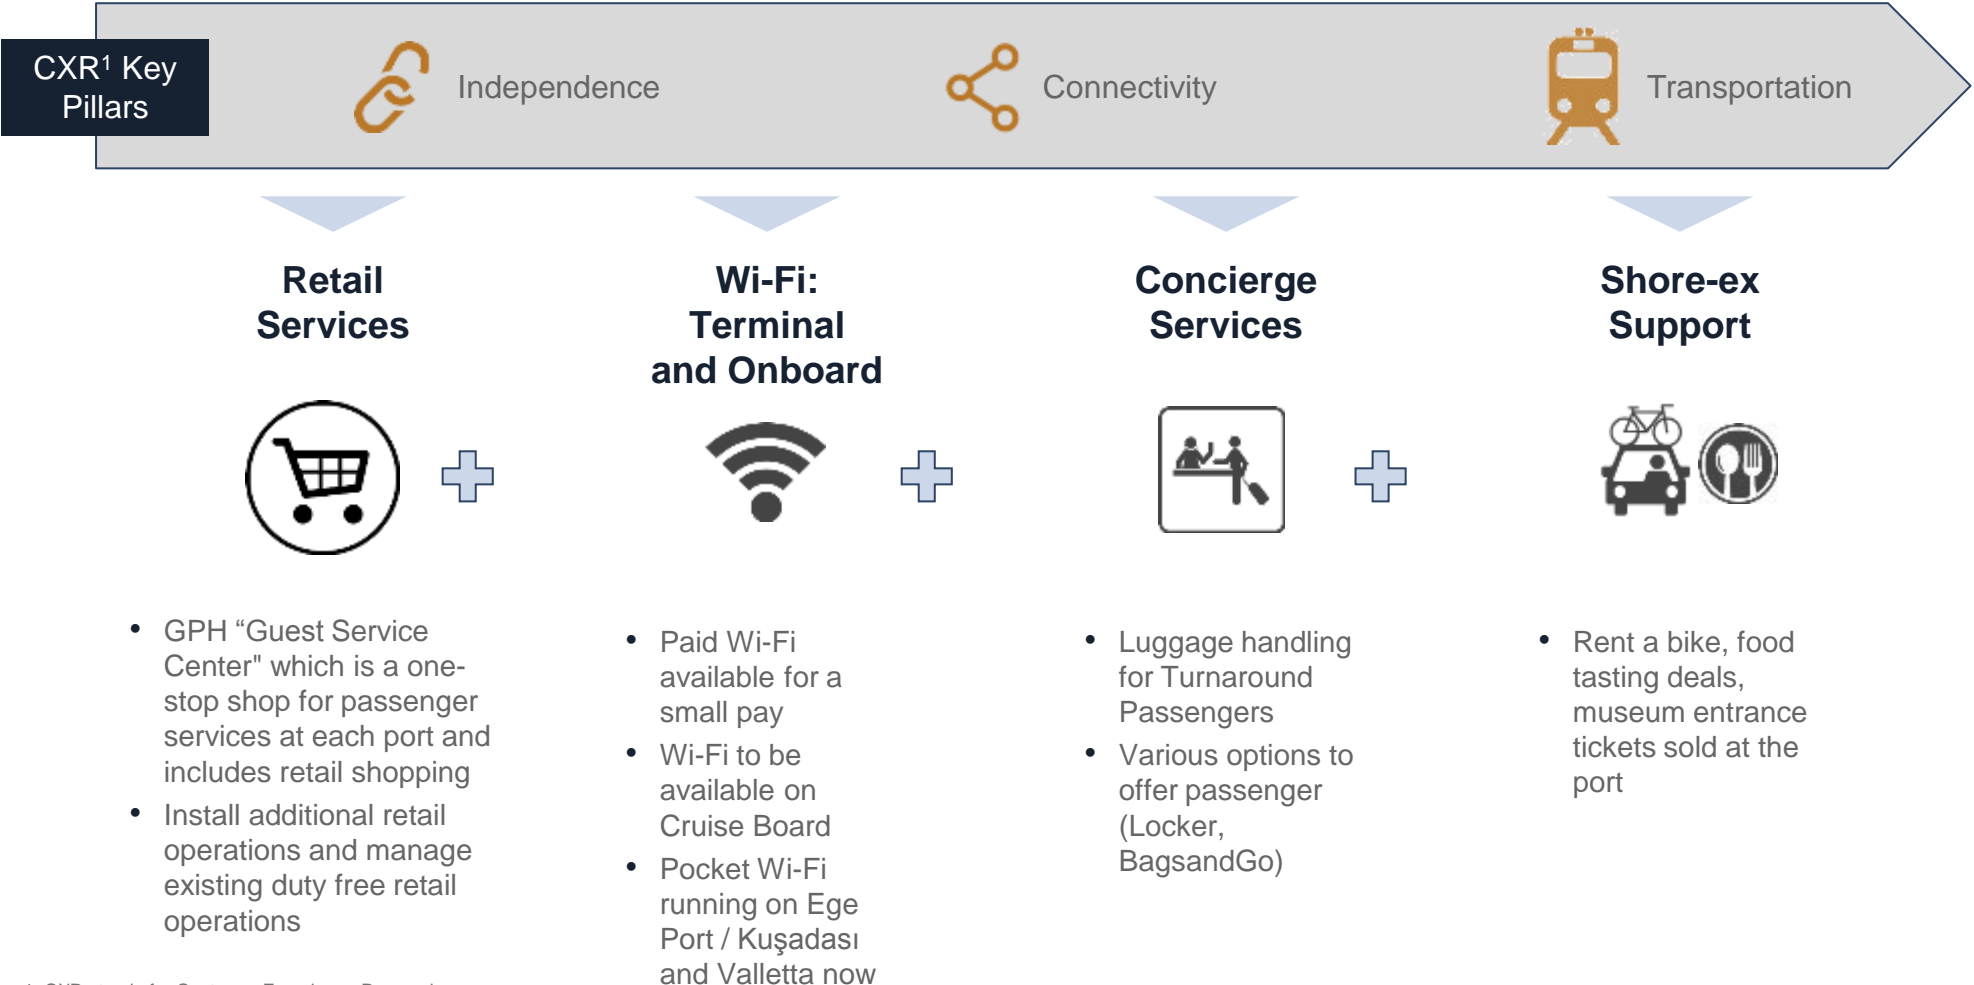 CXR¹ Key
Pillars
Independence
Connectivity
Transportation
Retail
Services
Wi-Fi:
Terminal
and Onboard
Concierge
Services
Shore-ex
Support
• GPH “Guest Service
Center" which is a one-
stop shop for passenger
services at each port and
includes retail shopping
• Install additional retail
operations and manage
existing duty free retail
operations
• Paid Wi-Fi
available for a
small pay
• Wi-Fi to be
available on
Cruise Board
• Pocket Wi-Fi
running on Ege
Port / Kuşadası
and Valletta now
• Luggage handling
for Turnaround
Passengers
• Various options to
offer passenger
(Locker,
BagsandGo)
• Rent a bike, food
tasting deals,
museum entrance
tickets sold at the
port